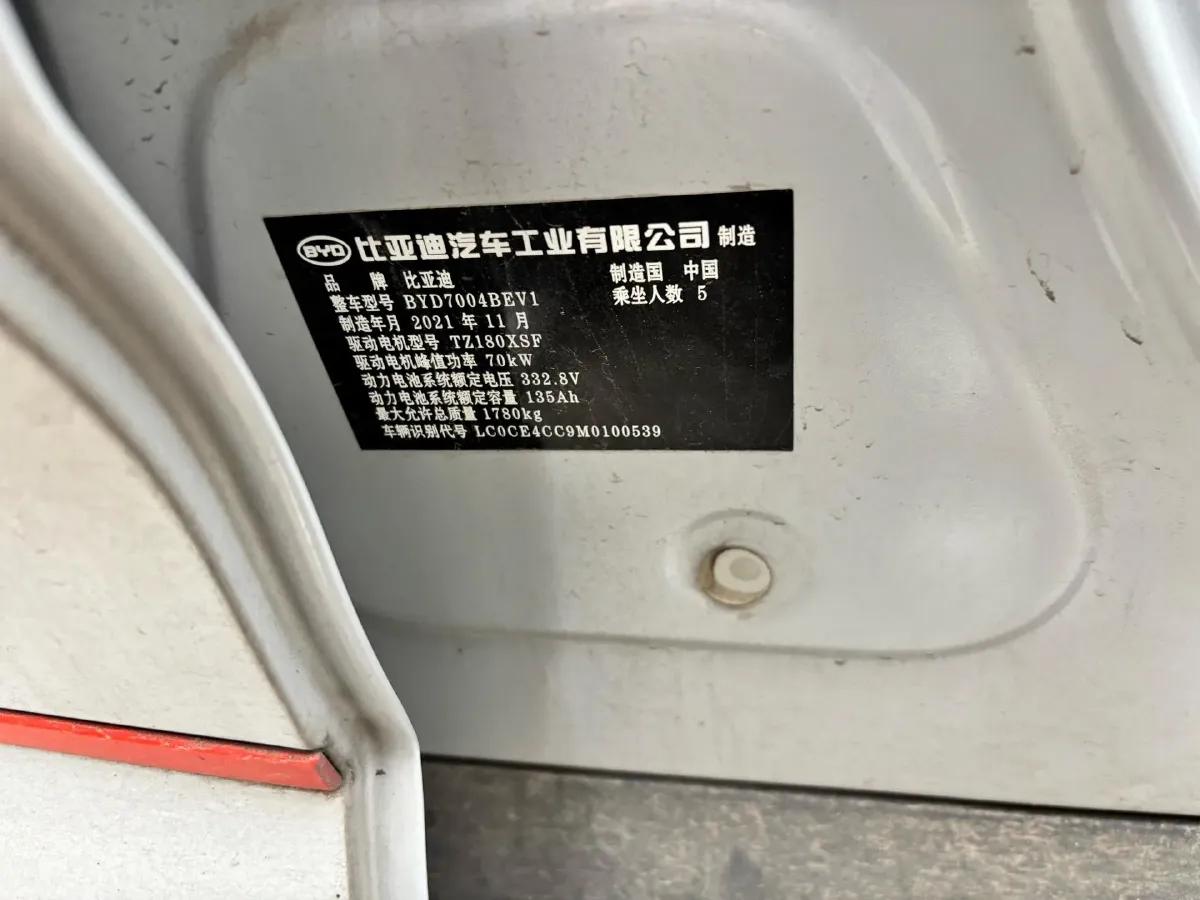 BYD 比亚迪汽车工业有限公司 制造
品 牌 比亚迪 制造国 中国
整车型号 BYD7004BEV1 乘坐人数 5
制造年月 2021 年 11 月
驱动电机型号 TZ180XSF
驱动电机峰值功率 70kW
动力电池系统额定电压 332.8V
动力电池系统额定容量 135Ah
最大允许总质量 1780kg
车辆识别代号 LC0CE4CC9M0100539